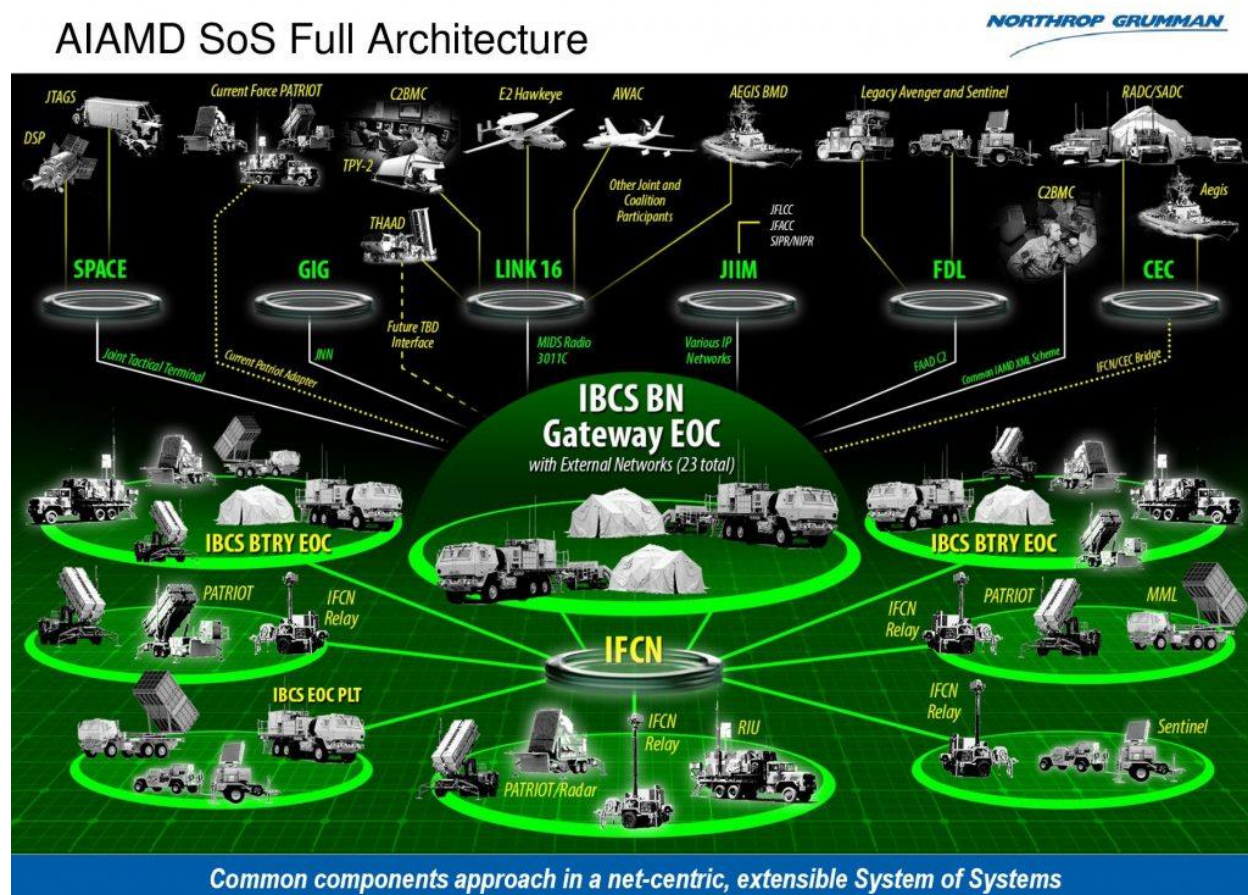 AIAMD SoS Full Architecture
NORTHROP GRUMMAN
JTAGS
DSP
Current Force PATRIOT
C2BMC
TPY-2
THAAD
E2 Hawkeye
AWAC
AEGIS BMD
Other Joint and
Coalition
Participants
JFLCC
JFACC
SIPR/NIPR
Legacy Avenger and Sentinel
RADC/SADC
C2BMC
Aegis
SPACE
GIG
LINK 16
JIIM
FDL
CEC
Joint Tactical Terminal
Current Patriot Adapter
JNN
Future TBD
Interface
MIDS Radio
3011C
Various IP
Networks
FAAD C2
Common IAMD XML Scheme
IFCN/CEC Bridge
IBCS BN
Gateway EOC
with External Networks (23 total)
IBCS BTRY EOC
IBCS BTRY EOC
PATRIOT
IFCN
Relay
IFCN
IFCN
Relay
PATRIOT
MML
IBCS EOC PLT
PATRIOT/Radar
IFCN
Relay
RIU
IFCN
Relay
Sentinel
Common components approach in a net-centric, extensible System of Systems